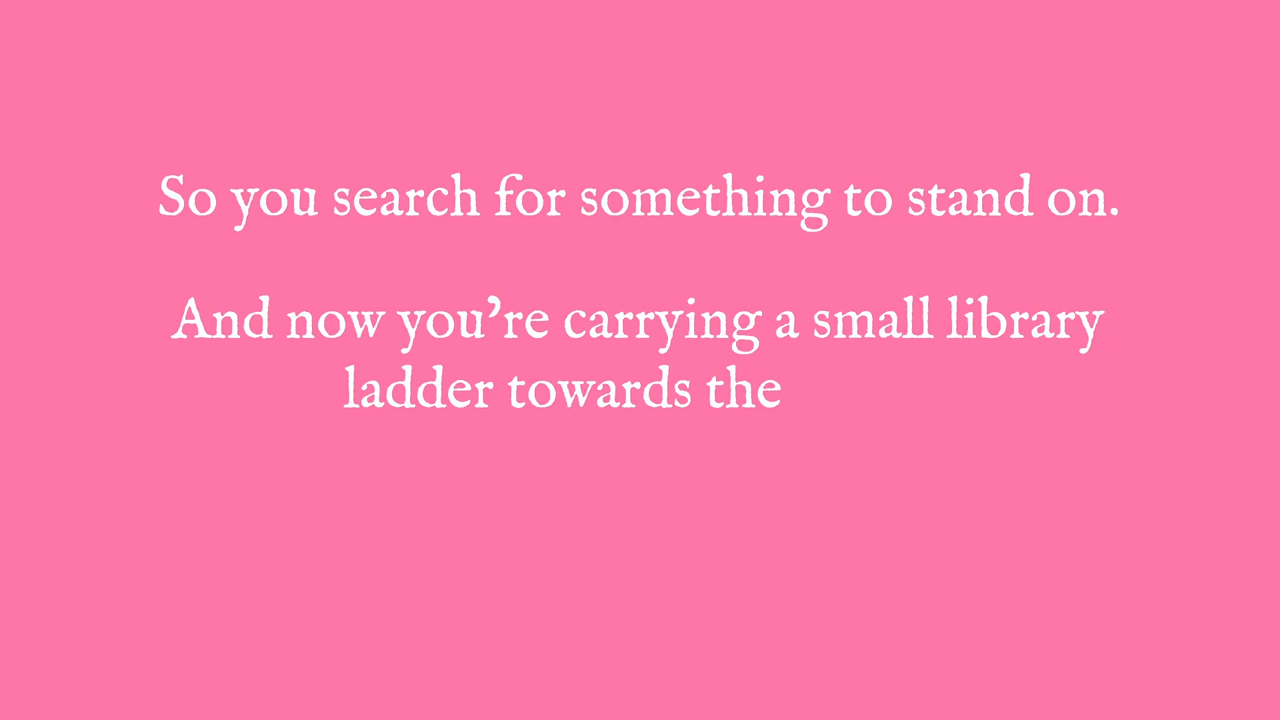 So you search for something to stand on.
And now you’re carrying a small library
ladder towards the